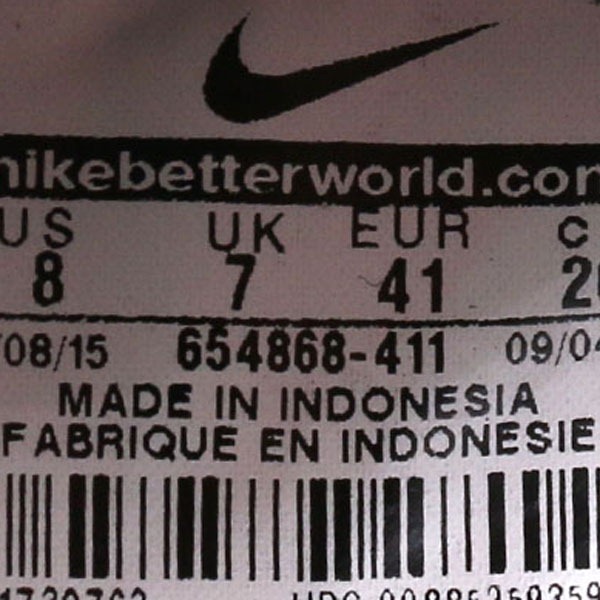 nikebetterworld.com
US UK EUR C
8 7 41 2
/08/15 654868-411 09/04
MADE IN INDONESIA
FABRIQUE EN INDONESIE